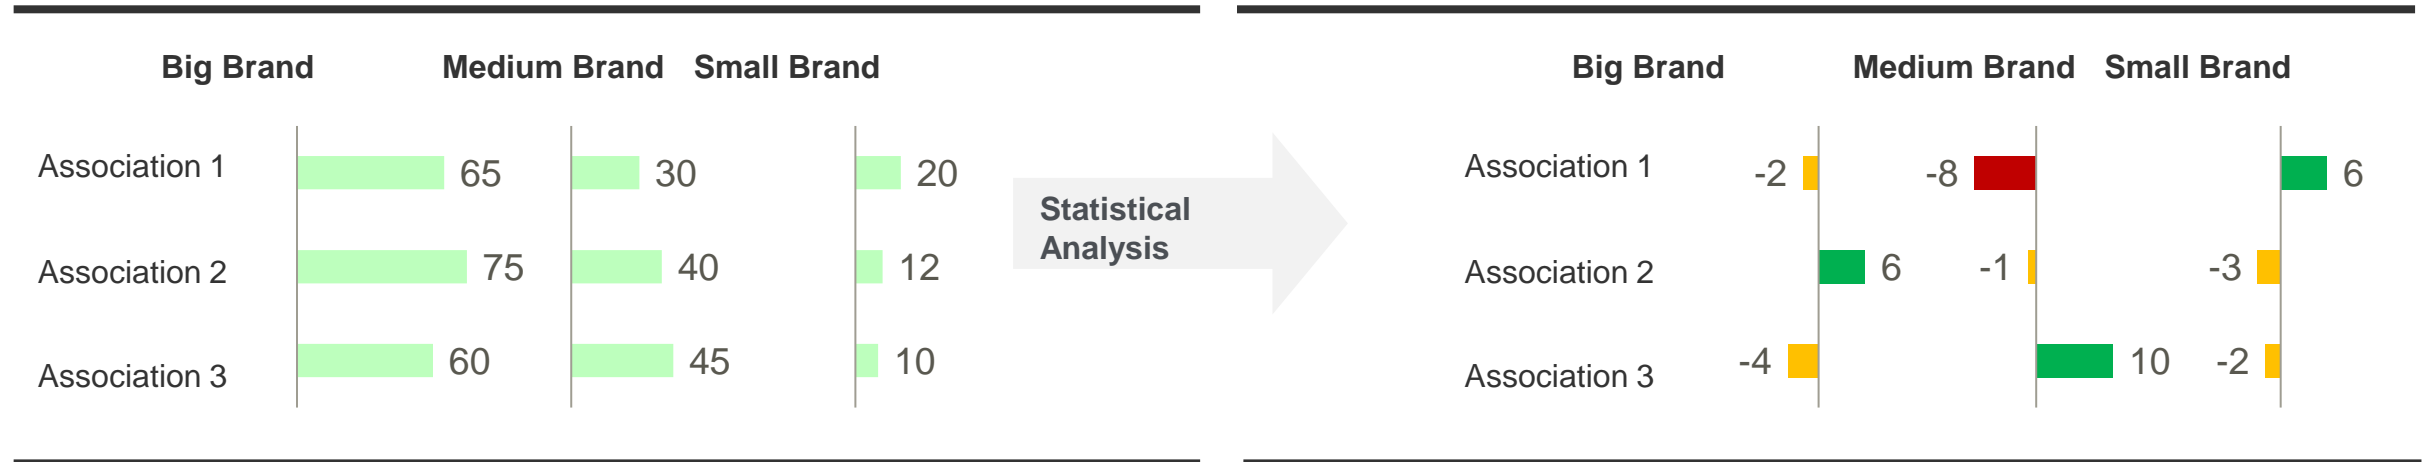 Big Brand Medium Brand Small Brand
Association 1 65 30 20
Association 2 75 40 12
Association 3 60 45 10
Statistical
Analysis
Big Brand Medium Brand Small Brand
Association 1 -2 -8 6
Association 2 6 -1 -3
Association 3 -4 10 -2